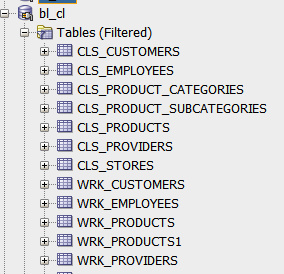 bl_cl
Tables (Filtered)
CLS_CUSTOMERS
CLS_EMPLOYEES
CLS_PRODUCT_CATEGORIES
CLS_PRODUCT_SUBCATEGORIES
CLS_PRODUCTS
CLS_PROVIDERS
CLS_STORES
WRK_CUSTOMERS
WRK_EMPLOYEES
WRK_PRODUCTS
WRK_PRODUCTS1
WRK_PROVIDERS